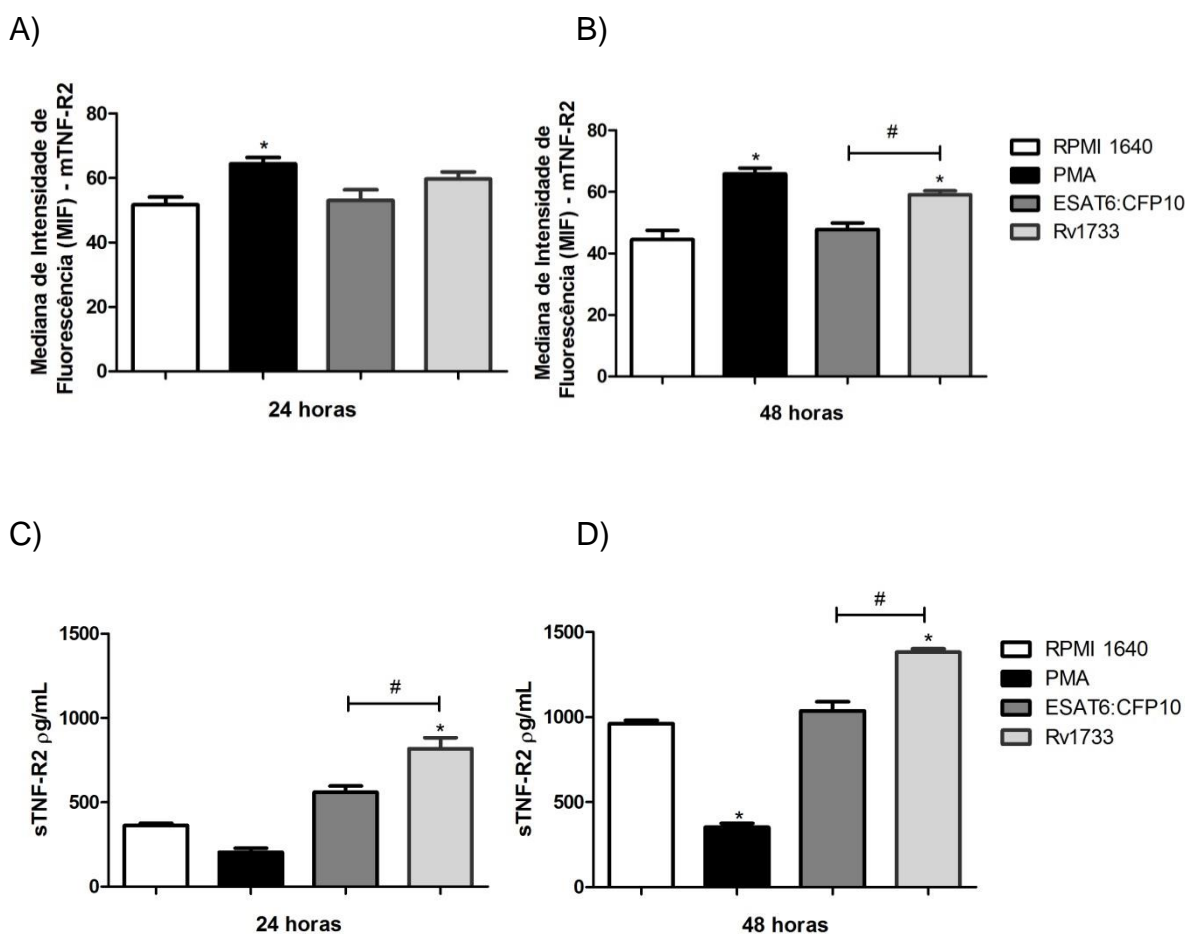 A)
Mediana de Intensidade de
Fluorescência (MIF) - mTNF-R2
80
60
40
20
0
*
24 horas
B)
Mediana de Intensidade de
Fluorescência (MIF) - mTNF-R2
80
60
40
20
0
*
#
*
48 horas
RPMI 1640
PMA
ESAT6:CFP10
Rv1733
C)
sTNF-R2 ρg/mL
1500
1000
500
0
#
*
24 horas
D)
sTNF-R2 ρg/mL
1500
1000
500
0
*
#
*
48 horas
RPMI 1640
PMA
ESAT6:CFP10
Rv1733